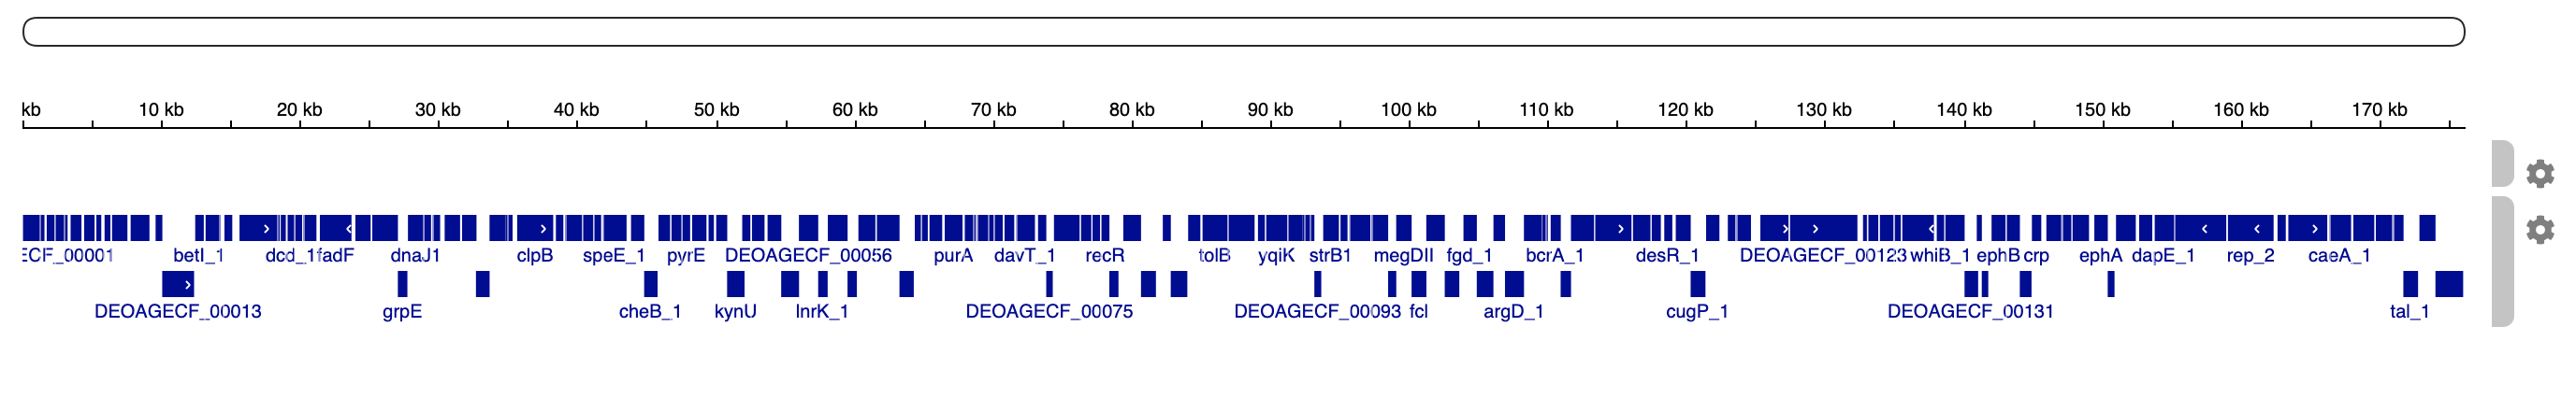 kb 10 kb 20 kb 30 kb 40 kb 50 kb 60 kb 70 kb 80 kb 90 kb 100 kb 110 kb 120 kb 130 kb 140 kb 150 kb 160 kb 170 kb
ECF_00001 betI_1 dcd_1 fadF dnaJ1 clpB speE_1 pyrE DEOAGECF_00056 purA davT_1 recR tolB yqiK strB1 megDII fgd_1 bcrA_1 desR_1 DEOAGECF_00123 whiB_1 ephB crp ephA dapE_1 rep_2 caeA_1
DEOAGECF_00013 grpE cheB_1 kynU lnrK_1 DEOAGECF_00075 DEOAGECF_00093 fcl argD_1 cugP_1 DEOAGECF_00131 tal_1